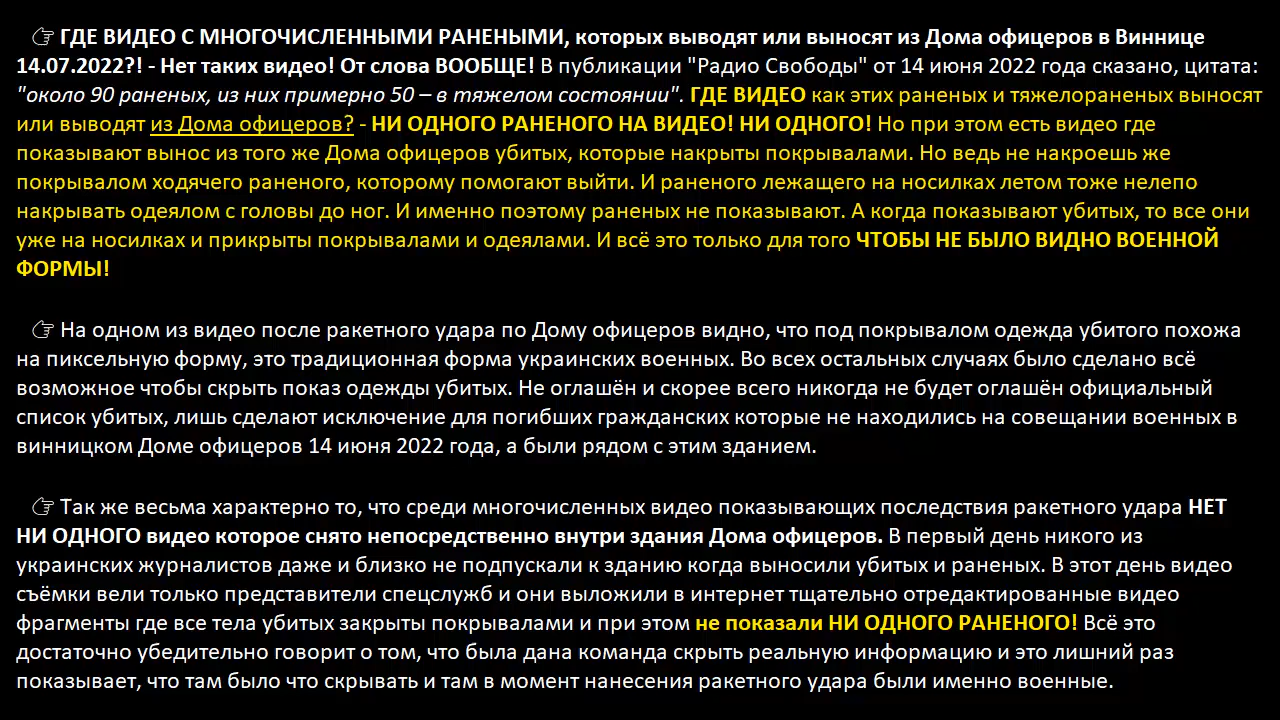 👉 ГДЕ ВИДЕО С МНОГОЧИСЛЕННЫМИ РАНЕНЫМИ, которых выводят или выносят из Дома офицеров в Виннице
14.07.2022?! - Нет таких видео! От слова ВООБЩЕ! В публикации "Радио Свободы" от 14 июня 2022 года сказано, цитата:
"около 90 раненых, из них примерно 50 – в тяжелом состоянии". ГДЕ ВИДЕО как этих раненых и тяжелораненых выносят
или выводят из Дома офицеров? - НИ ОДНОГО РАНЕНОГО НА ВИДЕО! НИ ОДНОГО! Но при этом есть видео где
показывают вынос из того же Дома офицеров убитых, которые накрыты покрывалами. Но ведь не накроешь же
покрывалом ходячего раненого, которому помогают выйти. И раненого лежащего на носилках летом тоже нелепо
накрывать одеялом с головы до ног. И именно поэтому раненых не показывают. А когда показывают убитых, то все они
уже на носилках и прикрыты покрывалами и одеялами. И всё это только для того ЧТОБЫ НЕ БЫЛО ВИДНО ВОЕННОЙ
ФОРМЫ!
👉 На одном из видео после ракетного удара по Дому офицеров видно, что под покрывалом одежда убитого похожа
на пиксельную форму, это традиционная форма украинских военных. Во всех остальных случаях было сделано всё
возможное чтобы скрыть показ одежды убитых. Не оглашён и скорее всего никогда не будет оглашён официальный
список убитых, лишь сделают исключение для погибших гражданских которые не находились на совещании военных в
винницком Доме офицеров 14 июня 2022 года, а были рядом с этим зданием.
👉 Так же весьма характерно то, что среди многочисленных видео показывающих последствия ракетного удара НЕТ
НИ ОДНОГО видео которое снято непосредственно внутри здания Дома офицеров. В первый день никого из
украинских журналистов даже и близко не подпускали к зданию когда выносили убитых и раненых. В этот день видео
съёмки вели только представители спецслужб и они выложили в интернет тщательно отредактированные видео
фрагменты где все тела убитых закрыты покрывалами и при этом не показали НИ ОДНОГО РАНЕНОГО! Всё это
достаточно убедительно говорит о том, что была дана команда скрыть реальную информацию и это лишний раз
показывает, что там было что скрывать и там в момент нанесения ракетного удара были именно военные.